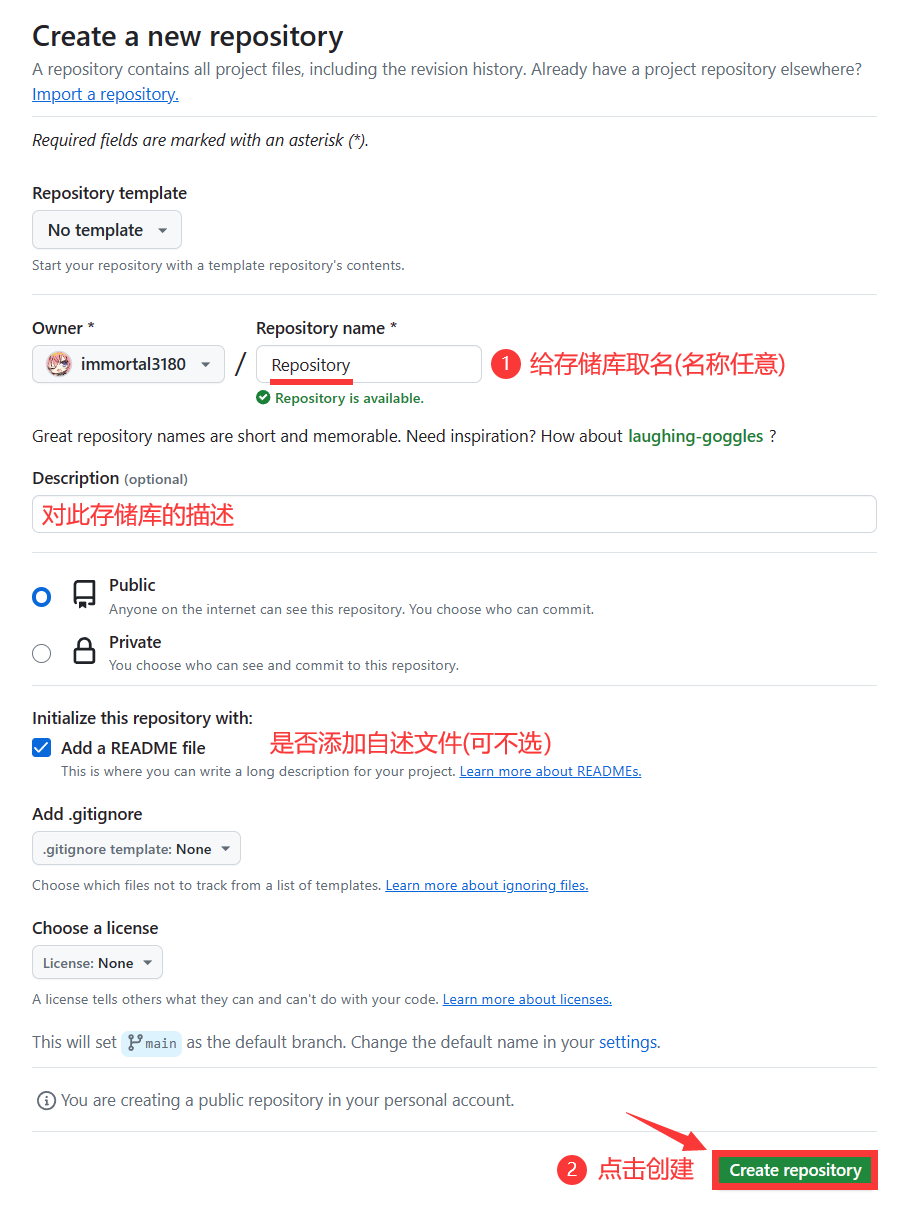 Create a new repository
A repository contains all project files, including the revision history. Already have a project repository elsewhere?
Import a repository.
Required fields are marked with an asterisk (*).
Repository template
No template
Start your repository with a template repository's contents.
Owner *
Repository name *
immortal3180
/
Repository
1 给存储库取名(名称任意)
Repository is available.
Great repository names are short and memorable. Need inspiration? How about laughing-goggles ?
Description (optional)
对此存储库的描述
Public
Anyone on the internet can see this repository. You choose who can commit.
Private
You choose who can see and commit to this repository.
Initialize this repository with:
Add a README file
是否添加自述文件(可不选）
This is where you can write a long description for your project. Learn more about READMEs.
Add .gitignore
.gitignore template: None
Choose which files not to track from a list of templates. Learn more about ignoring files.
Choose a license
License: None
A license tells others what they can and can't do with your code. Learn more about licenses.
This will set main as the default branch. Change the default name in your settings.
You are creating a public repository in your personal account.
2 点击创建
Create repository